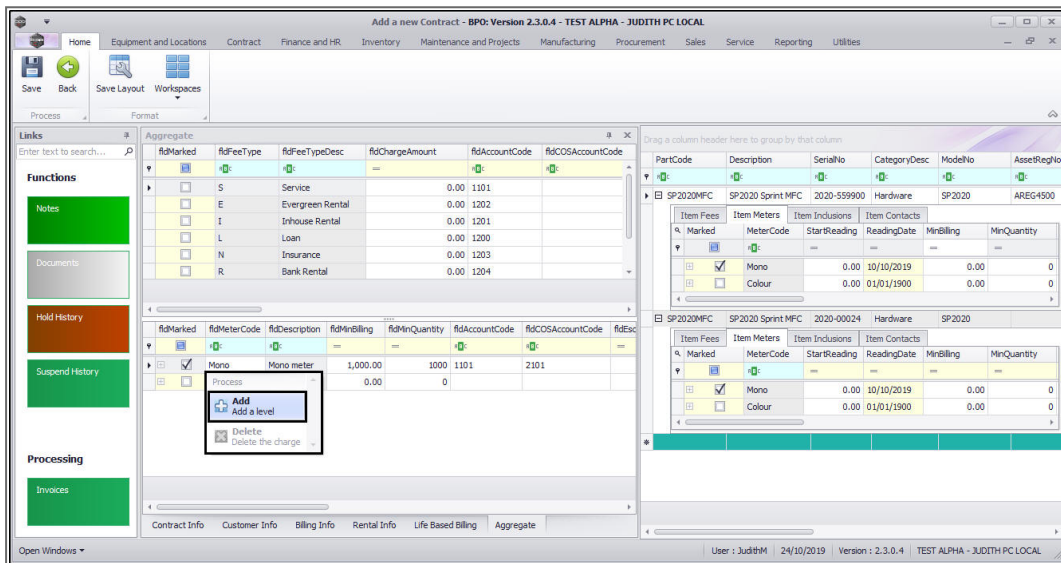 Add a new Contract - BPO: Version 2.3.0.4 - TEST ALPHA - JUDITH PC LOCAL
Home Equipment and Locations Contract Finance and HR Inventory Maintenance and Projects Manufacturing Procurement Sales Service Reporting Utilities
Save Back Save Layout Workspaces
Process Format
Links
Enter text to search...
Functions
Notes
Documents
Hold History
Suspend History
Processing
Invoices
Aggregate
fldMarked fldFeeType fldFeeTypeDesc fldChargeAmount fldAccountCode fldCOSAccountCode
S Service 0.00 1101
E Evergreen Rental 0.00 1202
I Inhouse Rental 0.00 1201
L Loan 0.00 1200
N Insurance 0.00 1203
R Bank Rental 0.00 1204
fldMarked fldMeterCode fldDescription fldMinBilling fldMinQuantity fldAccountCode fldCOSAccountCode fldEsc
Mono Mono meter 1,000.00 1000 1101 2101
0.00 0
Process
Add
Add a level
Delete
Delete the charge
Contract Info Customer Info Billing Info Rental Info Life Based Billing Aggregate
Drag a column header here to group by that column
PartCode Description SerialNo CategoryDesc ModelNo AssetRegNo
SP2020MFC SP2020 Sprint MFC 2020-559900 Hardware SP2020 AREG4500
Item Fees Item Meters Item Inclusions Item Contacts
Marked MeterCode StartReading ReadingDate MinBilling MinQuantity
Mono 0.00 10/10/2019 0.00 0
Colour 0.00 01/01/1900 0.00 0
SP2020MFC SP2020 Sprint MFC 2020-00024 Hardware SP2020
Item Fees Item Meters Item Inclusions Item Contacts
Marked MeterCode StartReading ReadingDate MinBilling MinQuantity
Mono 0.00 10/10/2019 0.00 0
Colour 0.00 01/01/1900 0.00 0
Open Windows
User : JudithM 24/10/2019 Version : 2.3.0.4 TEST ALPHA - JUDITH PC LOCAL